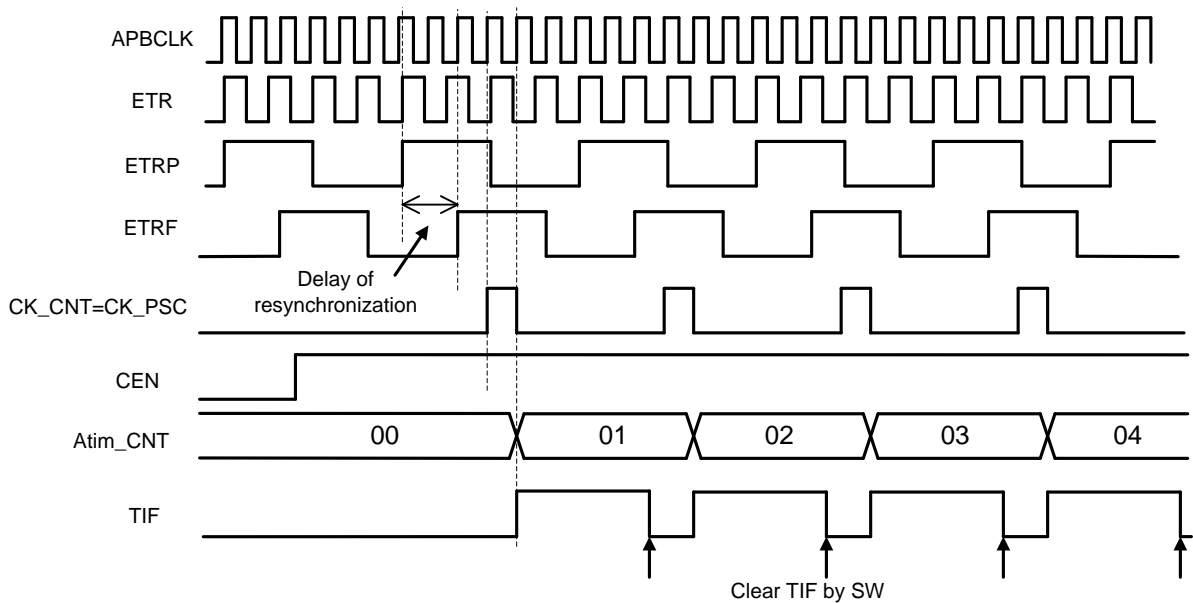 APBCLK
ETR
ETRP
ETRF
Delay of
resynchronization
CK_CNT=CK_PSC
CEN
Atim_CNT
00
01
02
03
04
TIF
Clear TIF by SW